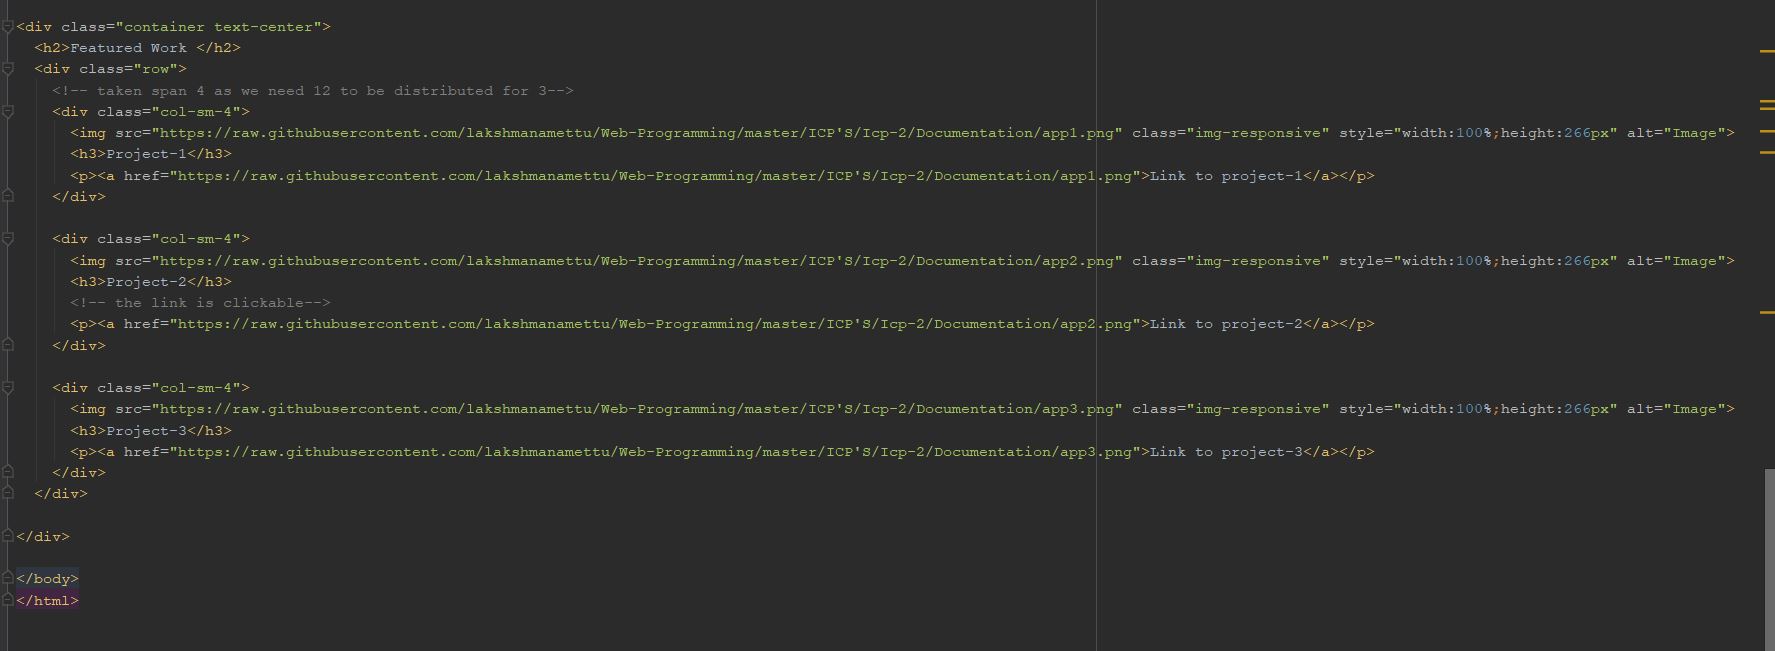 <div class="container text-center">
<h2>Featured Work </h2>
<div class="row">
<!-- taken span 4 as we need 12 to be distributed for 3-->
<div class="col-sm-4">
<img src="https://raw.githubusercontent.com/lakshmanamettu/Web-Programming/master/ICP'S/Icp-2/Documentation/app1.png" class="img-responsive" style="width:100%;height:266px" alt="Image">
<h3>Project-1</h3>
<p><a href="https://raw.githubusercontent.com/lakshmanamettu/Web-Programming/master/ICP'S/Icp-2/Documentation/app1.png">Link to project-1</a></p>
</div>
<div class="col-sm-4">
<img src="https://raw.githubusercontent.com/lakshmanamettu/Web-Programming/master/ICP'S/Icp-2/Documentation/app2.png" class="img-responsive" style="width:100%;height:266px" alt="Image">
<h3>Project-2</h3>
<!-- the link is clickable-->
<p><a href="https://raw.githubusercontent.com/lakshmanamettu/Web-Programming/master/ICP'S/Icp-2/Documentation/app2.png">Link to project-2</a></p>
</div>
<div class="col-sm-4">
<img src="https://raw.githubusercontent.com/lakshmanamettu/Web-Programming/master/ICP'S/Icp-2/Documentation/app3.png" class="img-responsive" style="width:100%;height:266px" alt="Image">
<h3>Project-3</h3>
<p><a href="https://raw.githubusercontent.com/lakshmanamettu/Web-Programming/master/ICP'S/Icp-2/Documentation/app3.png">Link to project-3</a></p>
</div>
</div>
</div>
</body>
</html>